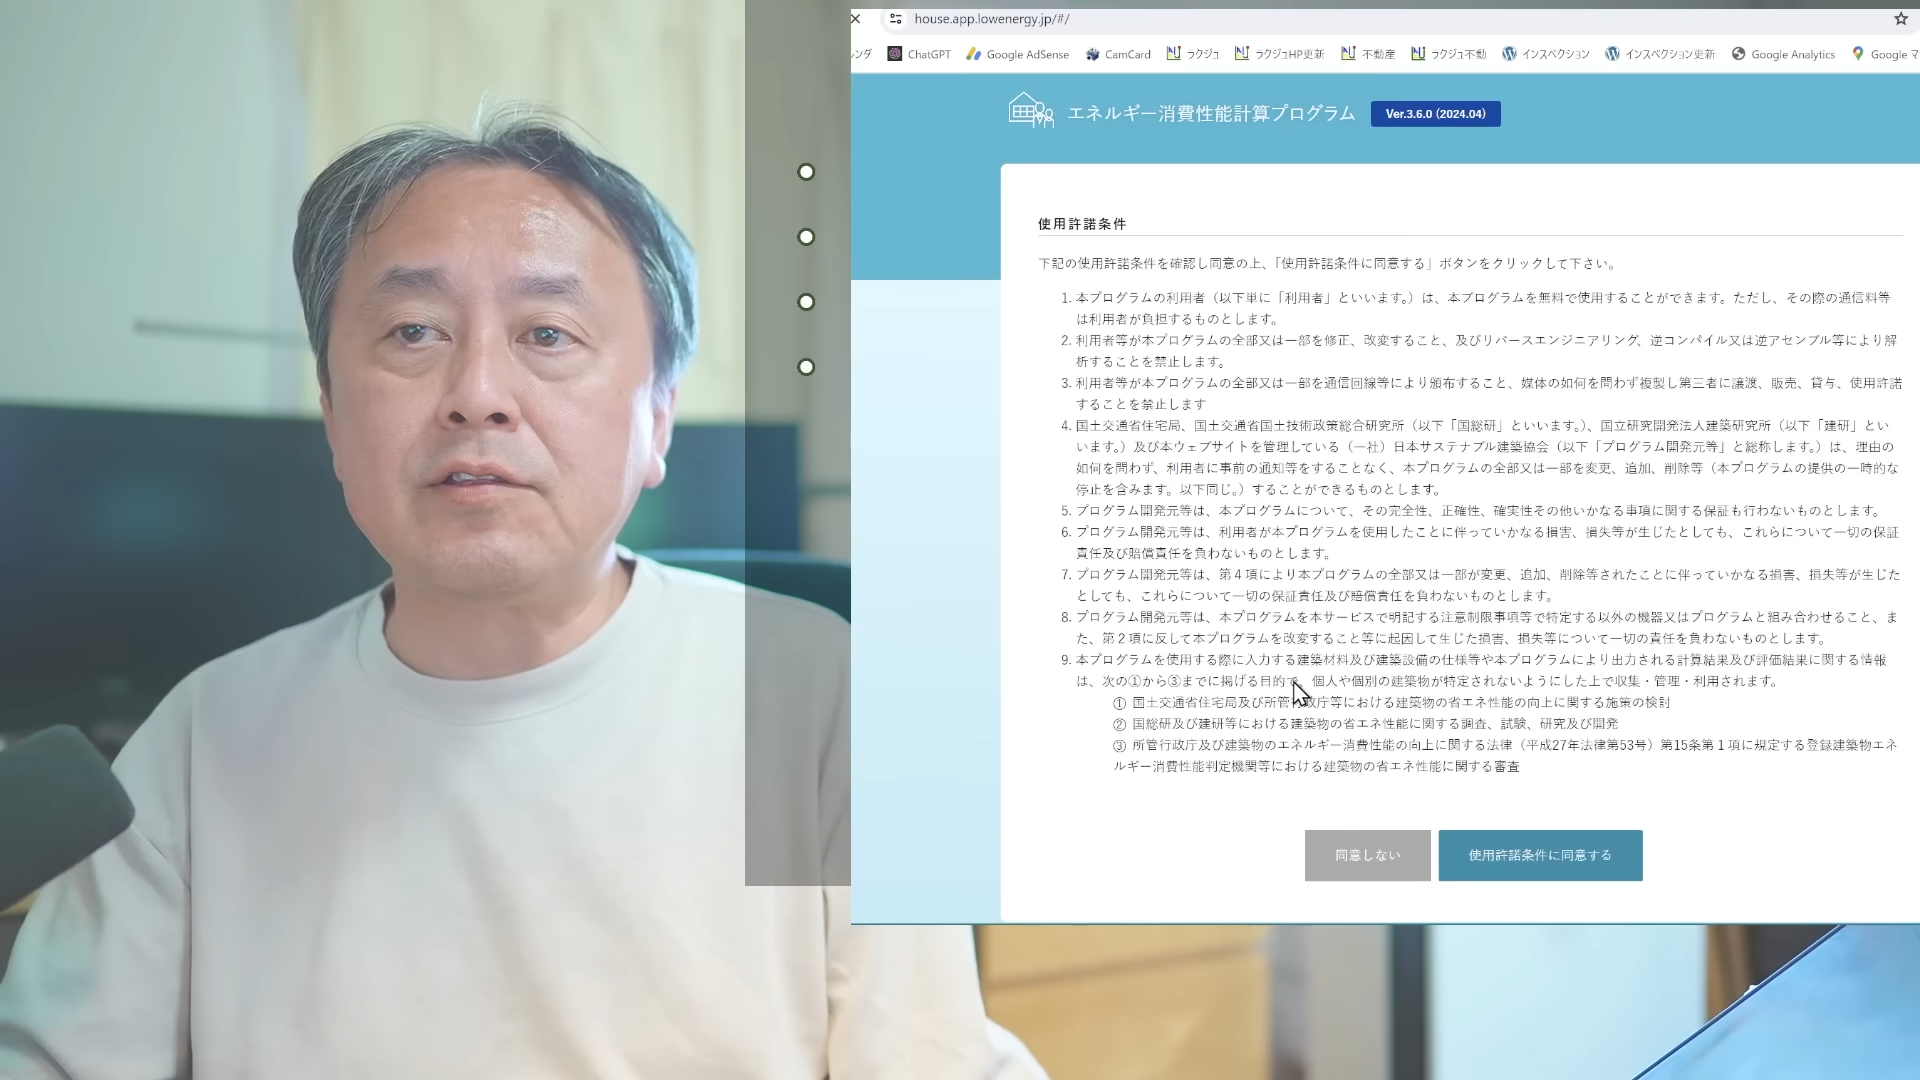 house.app.lowenergy.jp/#/
ンダ ChatGPT Google AdSense CamCard ラクジュ ラクジュHP更新 不動産 ラクジュ不動 インスペクション インスペクション更新 Google Analytics Google マ
エネルギー消費性能計算プログラム Ver.3.6.0 (2024.04)
使用許諾条件
下記の使用許諾条件を確認し同意の上、「使用許諾条件に同意する」ボタンをクリックして下さい。
1. 本プログラムの利用者（以下単に「利用者」といいます。）は、本プログラムを無料で使用することができます。ただし、その際の通信料等
は利用者が負担するものとします。
2. 利用者等が本プログラムの全部又は一部を修正、改変すること、及びリバースエンジニアリング、逆コンパイル又は逆アセンブル等により解
析することを禁止します。
3. 利用者等が本プログラムの全部又は一部を通信回線等により頒布すること、媒体の如何を問わず複製し第三者に譲渡、販売、貸与、使用許諾
することを禁止します
4. 国土交通省住宅局、国土交通省国土技術政策総合研究所（以下「国総研」といいます。）、国立研究開発法人建築研究所（以下「建研」とい
います。）及び本ウェブサイトを管理している（一社）日本サステナブル建築協会（以下「プログラム開発元等」と総称します。）は、理由の
如何を問わず、利用者に事前の通知等をすることなく、本プログラムの全部又は一部を変更、追加、削除等（本プログラムの提供の一時的な
停止を含みます。以下同じ。）することができるものとします。
5. プログラム開発元等は、本プログラムについて、その完全性、正確性、確実性その他いかなる事項に関する保証も行わないものとします。
6. プログラム開発元等は、利用者が本プログラムを使用したことに伴っていかなる損害、損失等が生じたとしても、これらについて一切の保証
責任及び賠償責任を負わないものとします。
7. プログラム開発元等は、第４項により本プログラムの全部又は一部が変更、追加、削除等されたことに伴っていかなる損害、損失等が生じた
としても、これらについて一切の保証責任及び賠償責任を負わないものとします。
8. プログラム開発元等は、本プログラムを本サービスで明記する注意制限事項等で特定する以外の機器又はプログラムと組み合わせること、ま
た、第２項に反して本プログラムを改変すること等に起因して生じた損害、損失等について一切の責任を負わないものとします。
9. 本プログラムを使用する際に入力する建築材料及び建築設備の仕様等や本プログラムにより出力される計算結果及び評価結果に関する情報
は、次の①から③までに掲げる目的で、個人や個別の建築物が特定されないようにした上で収集・管理・利用されます。
① 国土交通省住宅局及び所管行政庁等における建築物の省エネ性能の向上に関する施策の検討
② 国総研及び建研等における建築物の省エネ性能に関する調査、試験、研究及び開発
③ 所管行政庁及び建築物のエネルギー消費性能の向上に関する法律（平成27年法律第53号）第15条第１項に規定する登録建築物エネ
ルギー消費性能判定機関等における建築物の省エネ性能に関する審査
同意しない 使用許諾条件に同意する